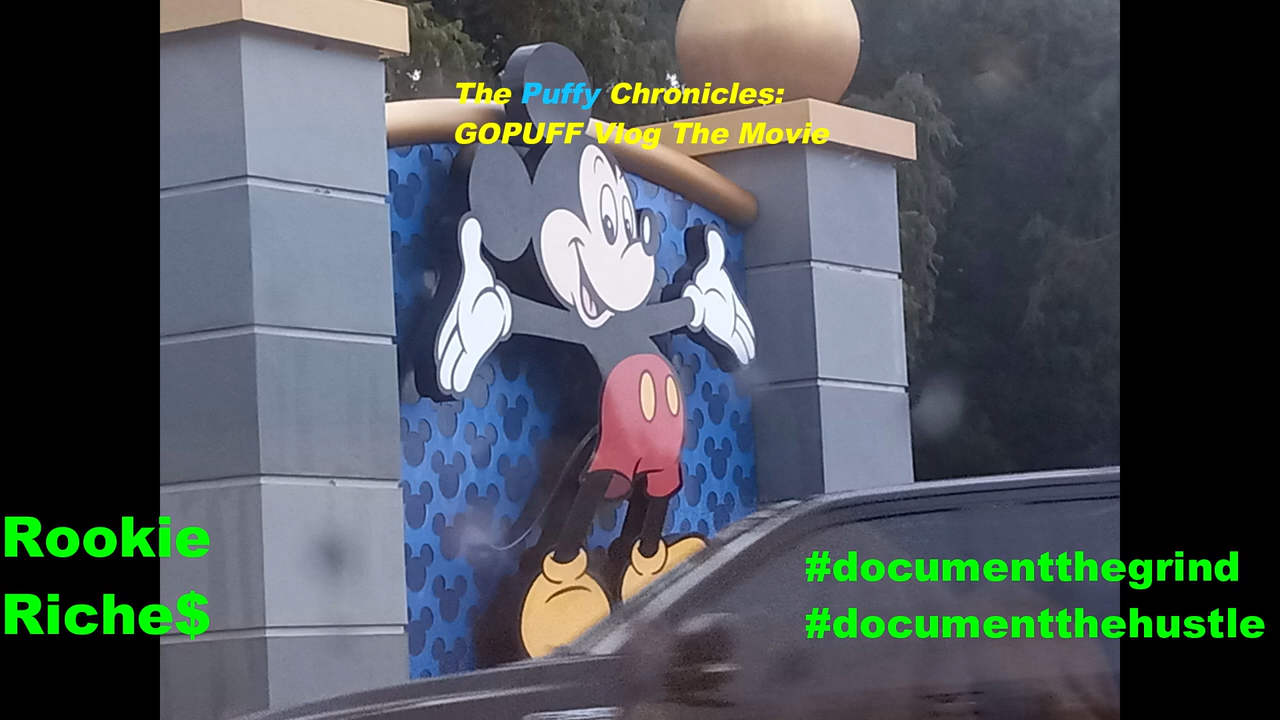 The Puffy Chronicles:
GOPUFF Vlog The Movie
Rookie
Riche$
#documentthegrind
#documentthehustle